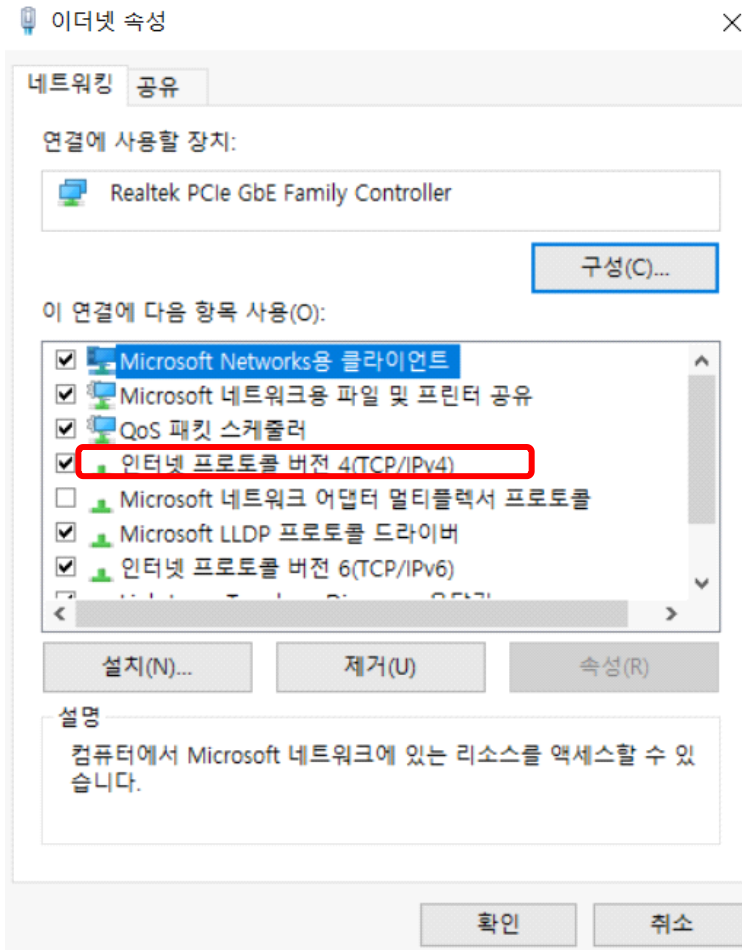 이더넷 속성
네트워킹
공유
연결에 사용할 장치:
Realtek PCIe GbE Family Controller
구성(C)...
이 연결에 다음 항목 사용(O):
Microsoft Networks용 클라이언트
Microsoft 네트워크용 파일 및 프린터 공유
QoS 패킷 스케줄러
인터넷 프로토콜 버전 4(TCP/IPv4)
Microsoft 네트워크 어댑터 멀티플렉서 프로토콜
Microsoft LLDP 프로토콜 드라이버
인터넷 프로토콜 버전 6(TCP/IPv6)
설치(N)...
제거(U)
속성(R)
설명
컴퓨터에서 Microsoft 네트워크에 있는 리소스를 액세스할 수 있
습니다.
확인
취소